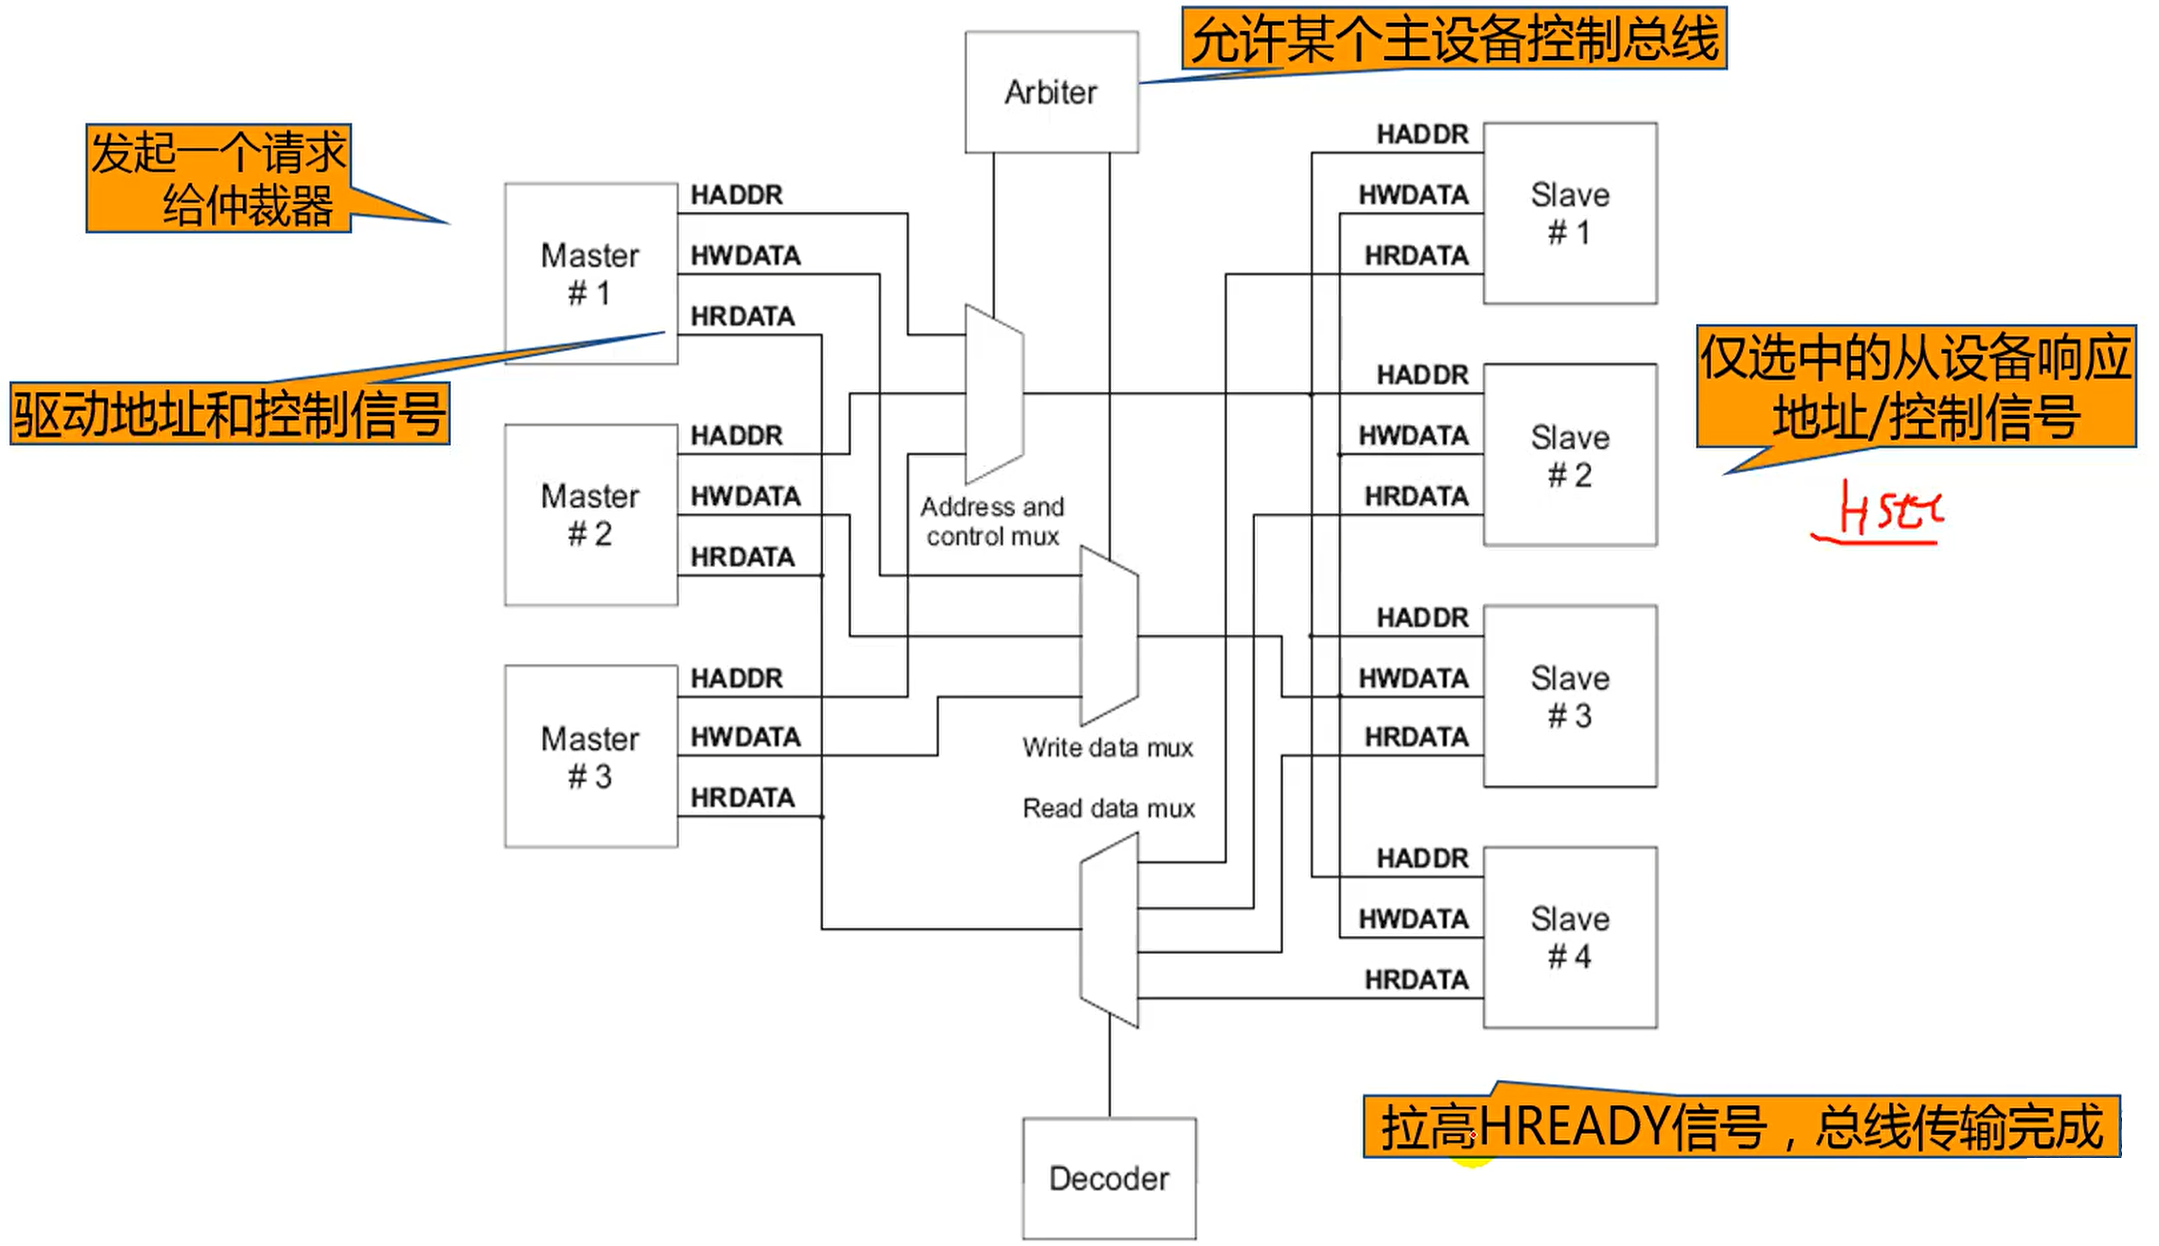 允许某个主设备控制总线
Arbiter
发起一个请求
给仲裁器
Master
# 1
HADDR
HWDATA
HRDATA
驱动地址和控制信号
Master
# 2
HADDR
HWDATA
HRDATA
Master
# 3
HADDR
HWDATA
HRDATA
Address and
control mux
Write data mux
Read data mux
HADDR
HWDATA
HRDATA
Slave
# 1
HADDR
HWDATA
HRDATA
Slave
# 2
仅选中的从设备响应
地址/控制信号
HADDR
HWDATA
HRDATA
Slave
# 3
HADDR
HWDATA
HRDATA
Slave
# 4
拉高HREADY信号，总线传输完成
Decoder